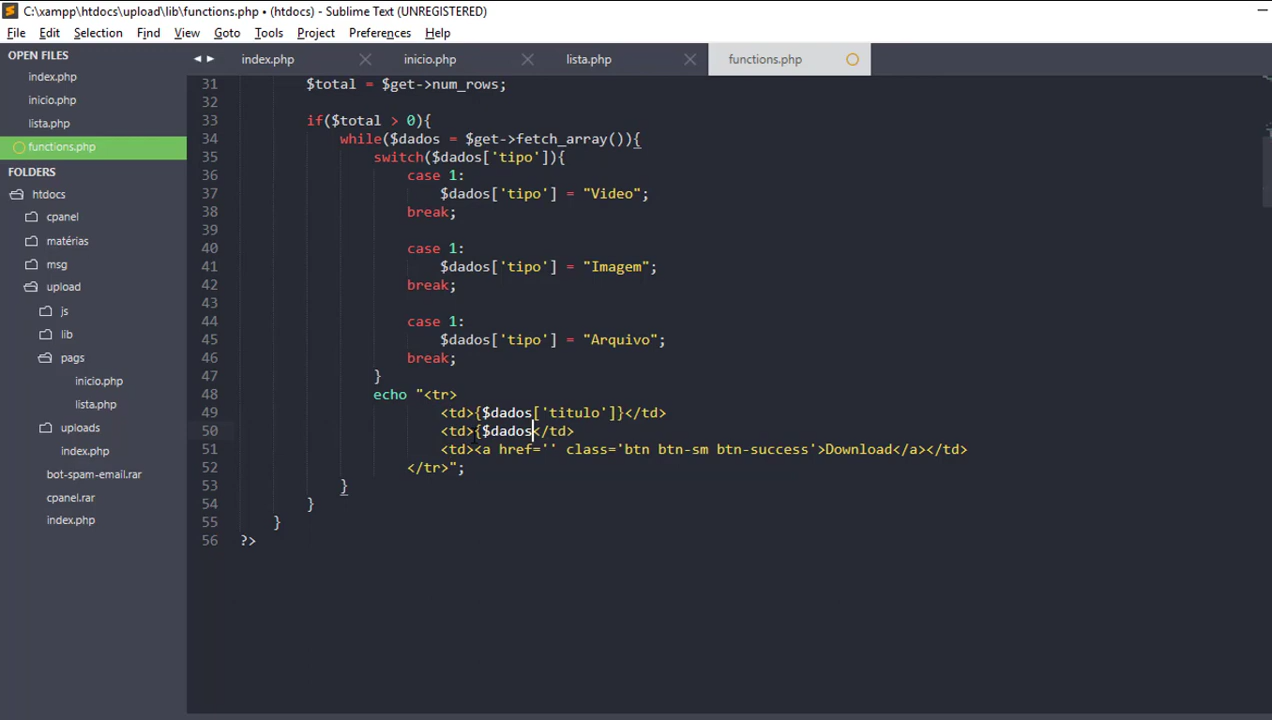 C:\xampp\htdocs\upload\lib\functions.php • (htdocs) - Sublime Text (UNREGISTERED)
File Edit Selection Find View Goto Tools Project Preferences Help
OPEN FILES
index.php
inicio.php
lista.php
functions.php
FOLDERS
htdocs
cpanel
matérias
msg
upload
js
lib
pags
inicio.php
lista.php
uploads
index.php
bot-spam-email.rar
cpanel.rar
index.php
index.php inicio.php lista.php functions.php
31 $total = $get->num_rows;
32
33 if($total > 0){
34 while($dados = $get->fetch_array()){
35 switch($dados['tipo']){
36 case 1:
37 $dados['tipo'] = "Video";
38 break;
39
40 case 1:
41 $dados['tipo'] = "Imagem";
42 break;
43
44 case 1:
45 $dados['tipo'] = "Arquivo";
46 break;
47 }
48 echo "<tr>
49 <td>{$dados['titulo']}</td>
50 <td>{$dados</td>
51 <td><a href='' class='btn btn-sm btn-success'>Download</a></td>
52 </tr>";
53 }
54 }
55 }
56 ?>